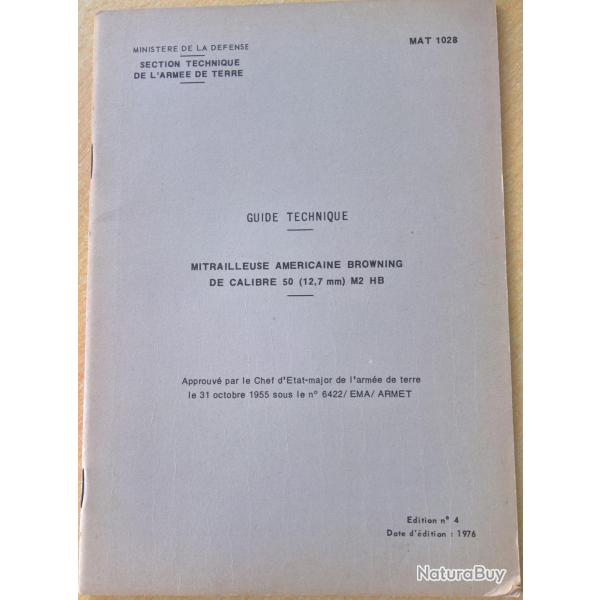 MINISTERE DE LA DEFENSE
MAT 1028
SECTION TECHNIQUE
DE L'ARMEE DE TERRE
GUIDE TECHNIQUE
MITRAILLEUSE AMERICAINE BROWNING
DE CALIBRE 50 (12,7 mm) M2 HB
Approuvé par le Chef d'Etat-major de l'armée de terre
le 31 octobre 1955 sous le n° 6422/ EMA/ ARMET
Edition n° 4
Date d'édition : 1976
NaturaBuy